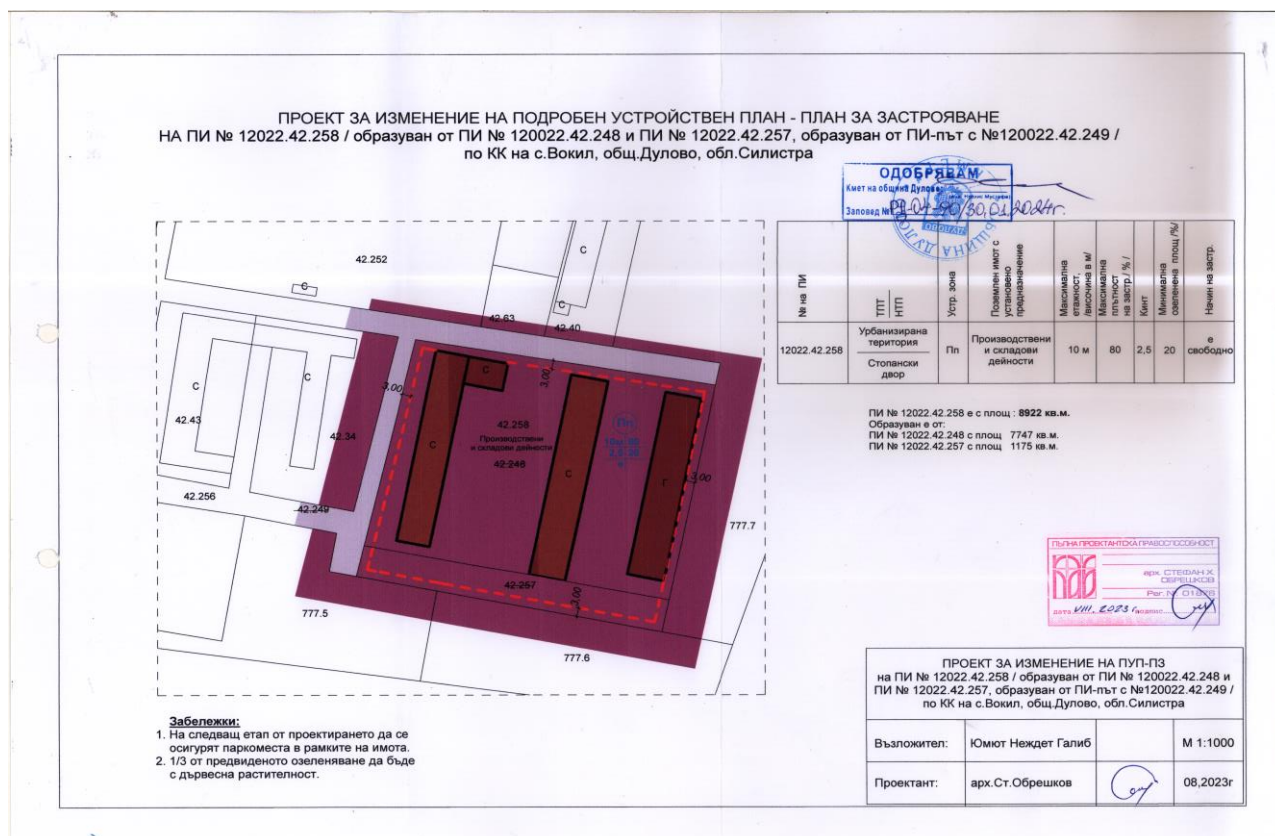 ПРОЕКТ ЗА ИЗМЕНЕНИЕ НА ПОДРОБЕН УСТРОЙСТВЕН ПЛАН - ПЛАН ЗА ЗАСТРОЯВАНЕ
НА ПИ № 12022.42.258 / образуван от ПИ № 120022.42.248 и ПИ № 12022.42.257, образуван от ПИ-път с №120022.42.249 /
по КК на с.Вокил, общ.Дулово, обл.Силистра
ОДОБРЯВАМ
Кмет на община Дулово:
Заповед №
30.01.2024г.
№ на ПИ
ТПТ
НТП
Устр. зона
Поземлен имот с
установено
предназначение
Максимална
етажност,
/височина в м/
Максимална
плътност
на застр./ % /
Кинт
Минимална
озеленена площ /%/
Начин на застр.
12022.42.258
Урбанизирана
територия
Стопански
двор
Пп
Производствени
и складови
дейности
10 м
80
2,5
20
е
свободно
ПИ № 12022.42.258 е с площ : 8922 кв.м.
Образуван е от:
ПИ № 12022.42.248 с площ 7747 кв.м.
ПИ № 12022.42.257 с площ 1175 кв.м.
42.252
С
С
С
42.63
42.40
С
С
42.43
42.34
3,00
3,00
С
С
42.258
Производствени
и складови дейности
42.248
Пп
С
Г
3,00
42.256
42.249
42.257
3,00
777.7
777.5
777.6
ПЪЛНА ПРОЕКТАНТСКА ПРАВОСПОСОБНОСТ
арх. СТЕФАН Х.
ОБРЕШКОВ
Рег. № 01876
дата VIII. 2023 г. подпис
Забележки:
1. На следващ етап от проектирането да се
осигурят паркоместа в рамките на имота.
2. 1/3 от предвиденото озеленяване да бъде
с дървесна растителност.
ПРОЕКТ ЗА ИЗМЕНЕНИЕ НА ПУП-ПЗ
на ПИ № 12022.42.258 / образуван от ПИ № 120022.42.248 и
ПИ № 12022.42.257, образуван от ПИ-път с №120022.42.249 /
по КК на с.Вокил, общ.Дулово, обл.Силистра
Възложител: Юмют Неждет Галиб М 1:1000
Проектант: арх.Ст.Обрешков 08,2023г